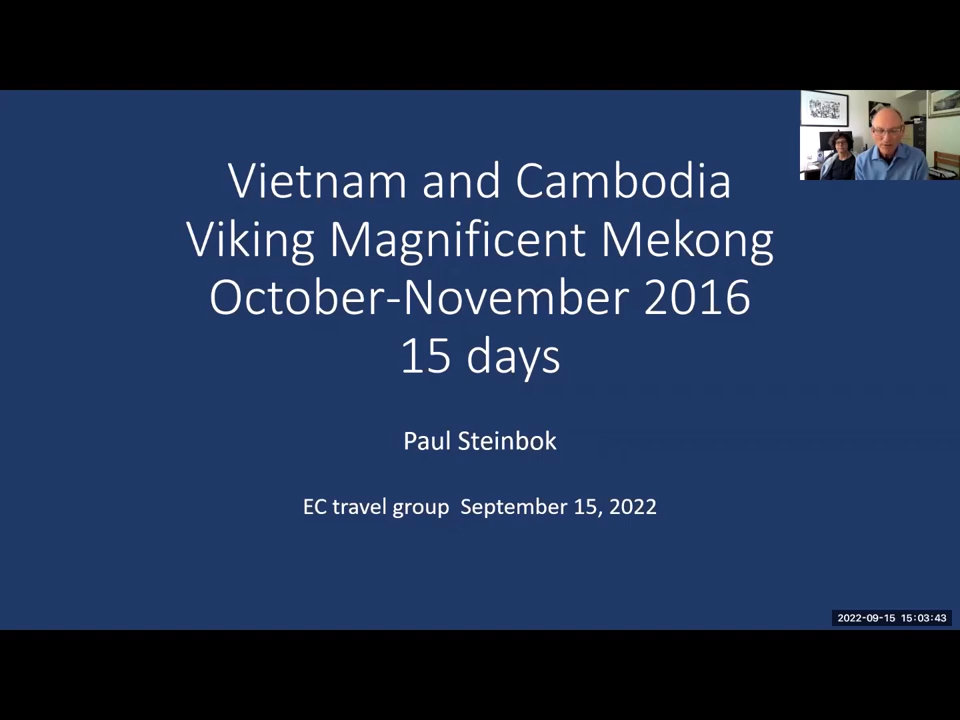 Vietnam and Cambodia
Viking Magnificent Mekong
October-November 2016
15 days
Paul Steinbok
EC travel group  September 15, 2022
2022-09-15 15:03:43